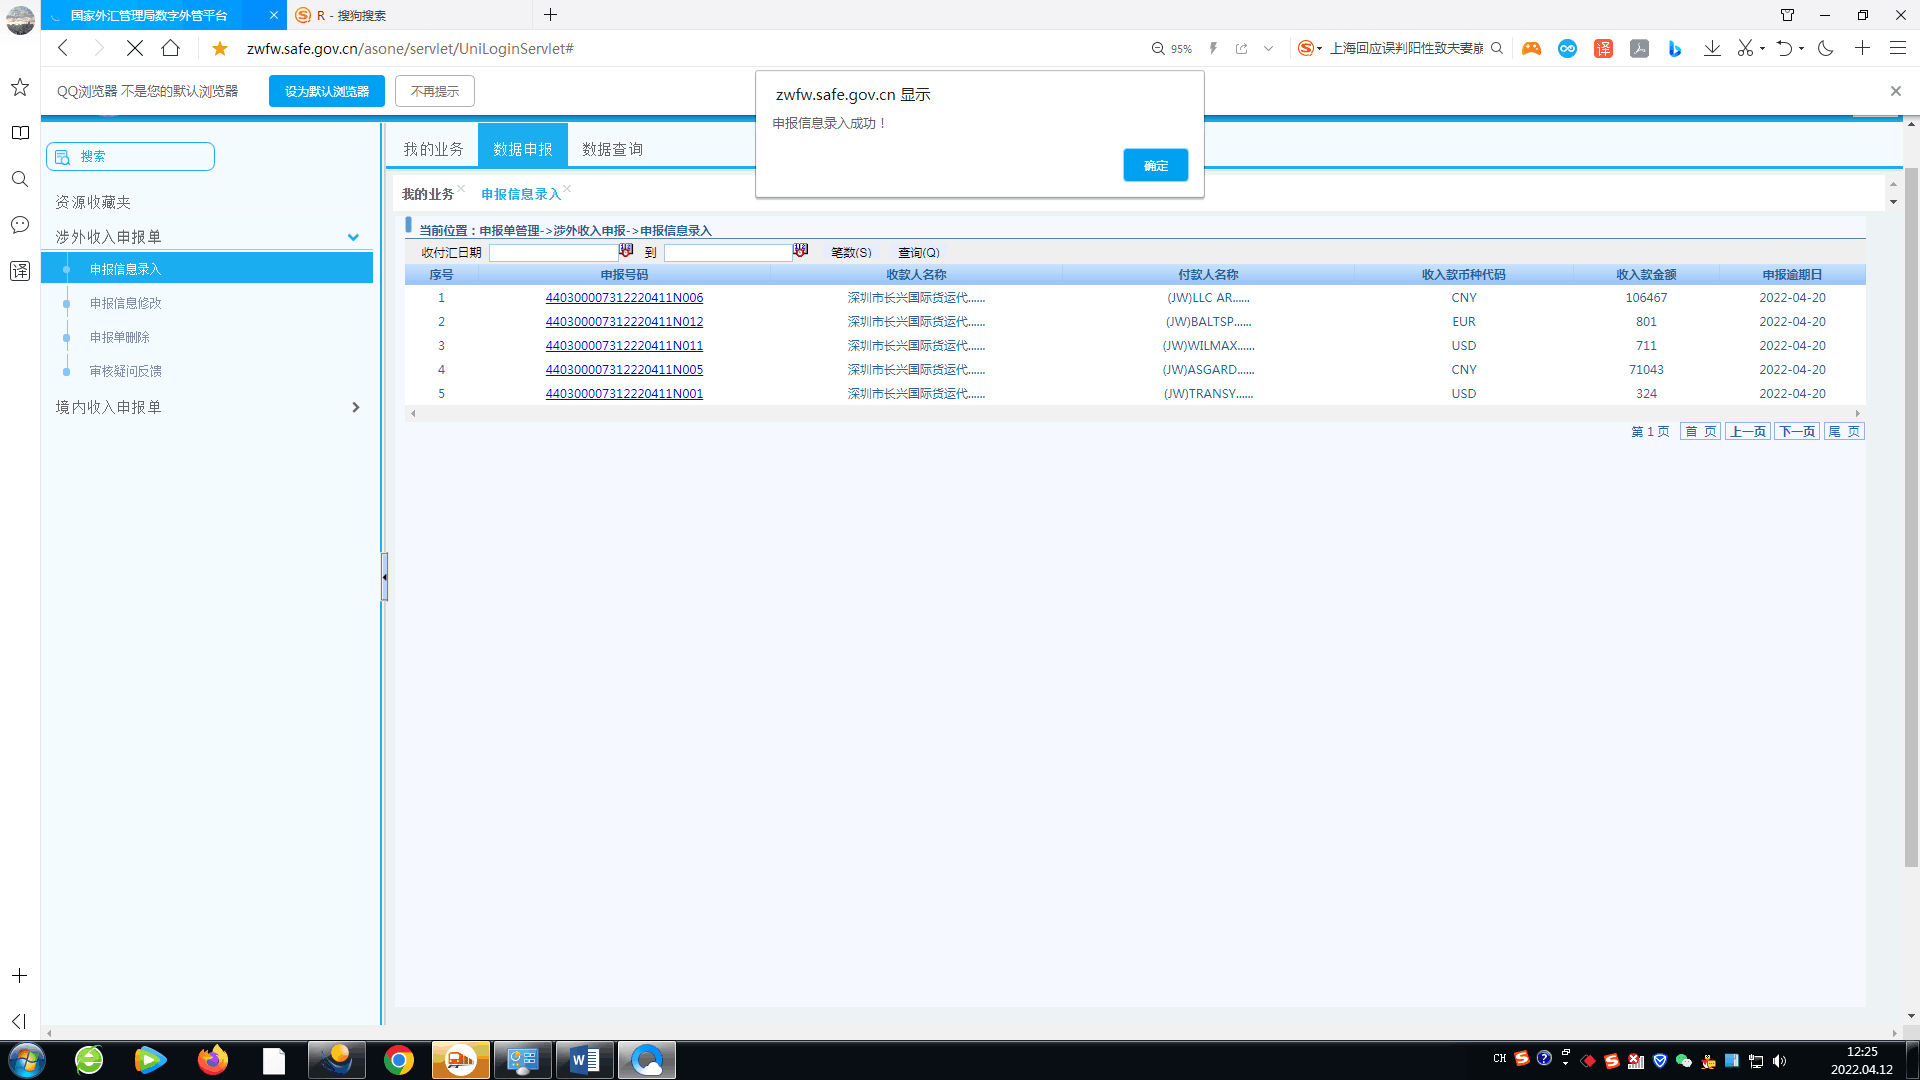 国家外汇管理局数字外管平台
R - 搜狗搜索
zwfw.safe.gov.cn/asone/servlet/UniLoginServlet#
95%
上海回应误判阳性致夫妻崩
QQ浏览器 不是您的默认浏览器
设为默认浏览器
不再提示
zwfw.safe.gov.cn 显示
申报信息录入成功！
确定
搜索
资源收藏夹
涉外收入申报单
申报信息录入
申报信息修改
申报单删除
审核疑问反馈
境内收入申报单
我的业务 数据申报 数据查询
我的业务 申报信息录入
当前位置：申报单管理->涉外收入申报->申报信息录入
收付汇日期 到 笔数(S) 查询(Q)
序号 申报号码 收款人名称 付款人名称 收入款币种代码 收入款金额 申报逾期日
1 440300007312220411N006 深圳市长兴国际货运代...... (JW)LLC AR...... CNY 106467 2022-04-20
2 440300007312220411N012 深圳市长兴国际货运代...... (JW)BALTSP...... EUR 801 2022-04-20
3 440300007312220411N011 深圳市长兴国际货运代...... (JW)WILMAX...... USD 711 2022-04-20
4 440300007312220411N005 深圳市长兴国际货运代...... (JW)ASGARD...... CNY 71043 2022-04-20
5 440300007312220411N001 深圳市长兴国际货运代...... (JW)TRANSY...... USD 324 2022-04-20
第 1 页 首 页 上一页 下一页 尾 页
译
译
CH
12:25
2022.04.12